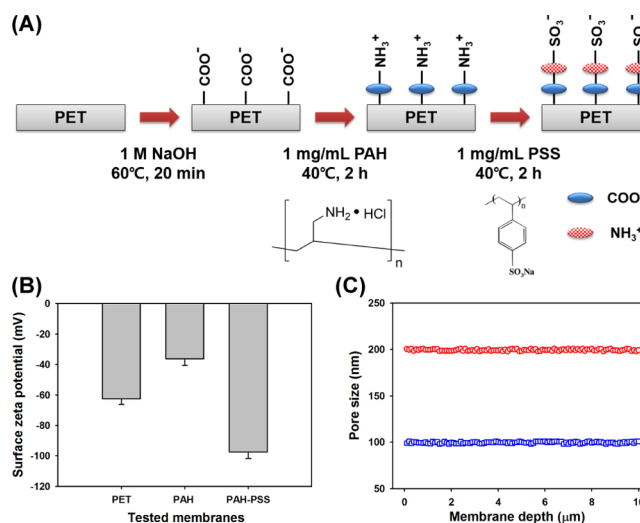 (A)
COO⁻
COO⁻
COO⁻
NH₃⁺
NH₃⁺
NH₃⁺
SO₃⁻
SO₃⁻
SO₃⁻
PET
PET
PET
PET
1 M NaOH
60℃, 20 min
1 mg/mL PAH
40℃, 2 h
1 mg/mL PSS
40℃, 2 h
NH₂ • HCl
n
n
SO₃Na
COO
NH₃⁺
(B)
0
-20
-40
-60
-80
-100
-120
Surface zeta potential (mV)
PET
PAH
PAH-PSS
Tested membranes
(C)
250
200
150
100
50
Pore size (nm)
0
2
4
6
8
10
Membrane depth (μm)